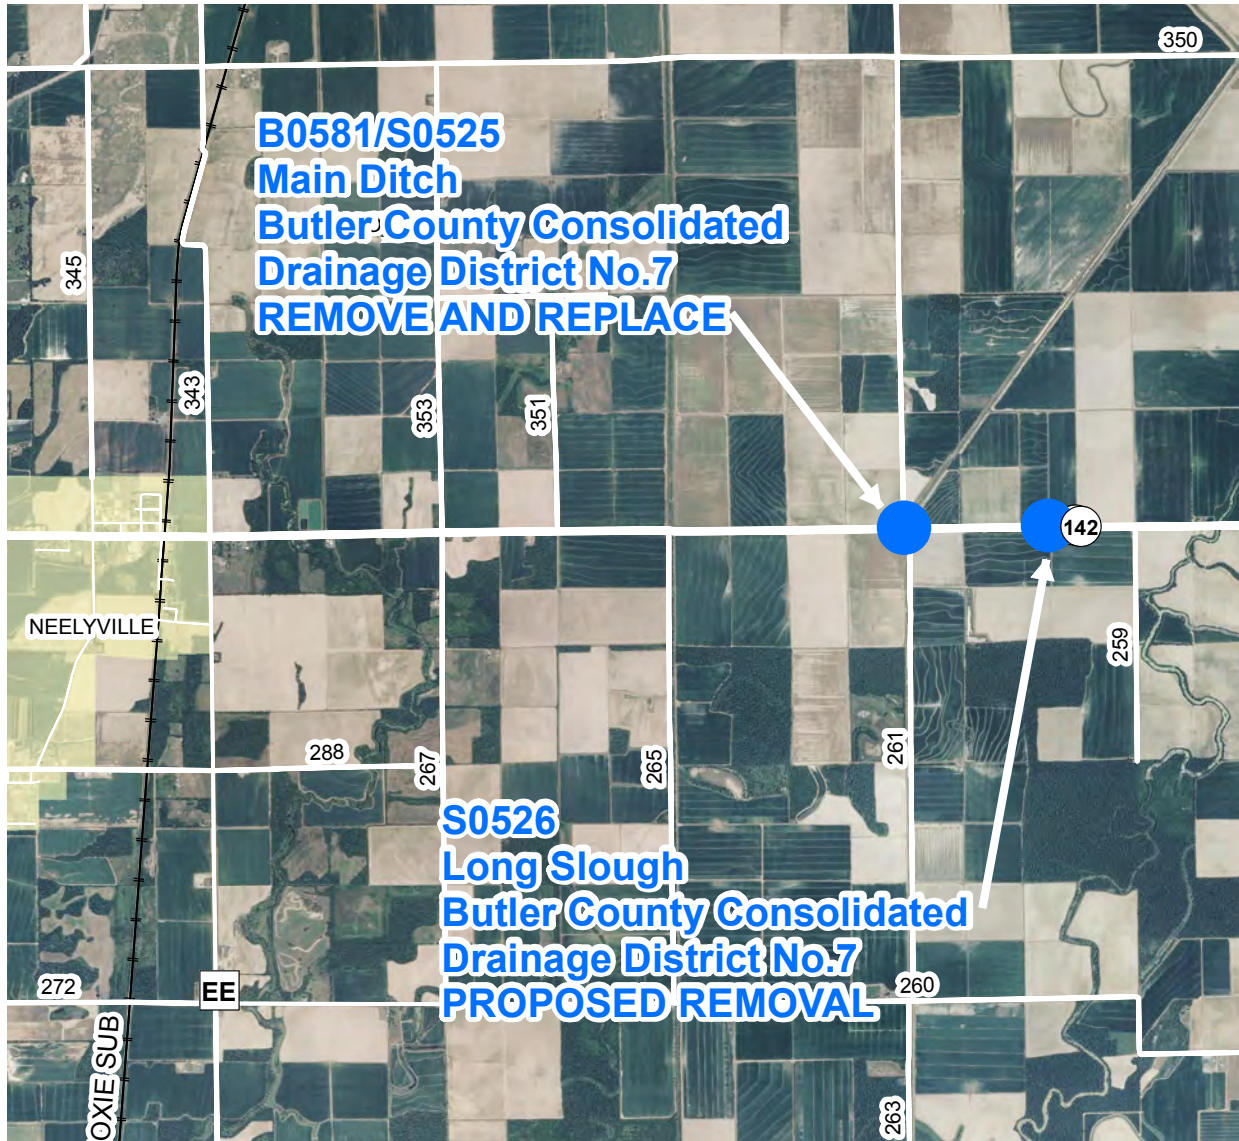 350
B0581/S0525
Main Ditch
Butler County Consolidated
Drainage District No.7
REMOVE AND REPLACE
345
343
353
351
142
NEELYVILLE
259
288
267
265
261
S0526
Long Slough
Butler County Consolidated
Drainage District No.7
PROPOSED REMOVAL
272
EE
260
OXIE SUB
263